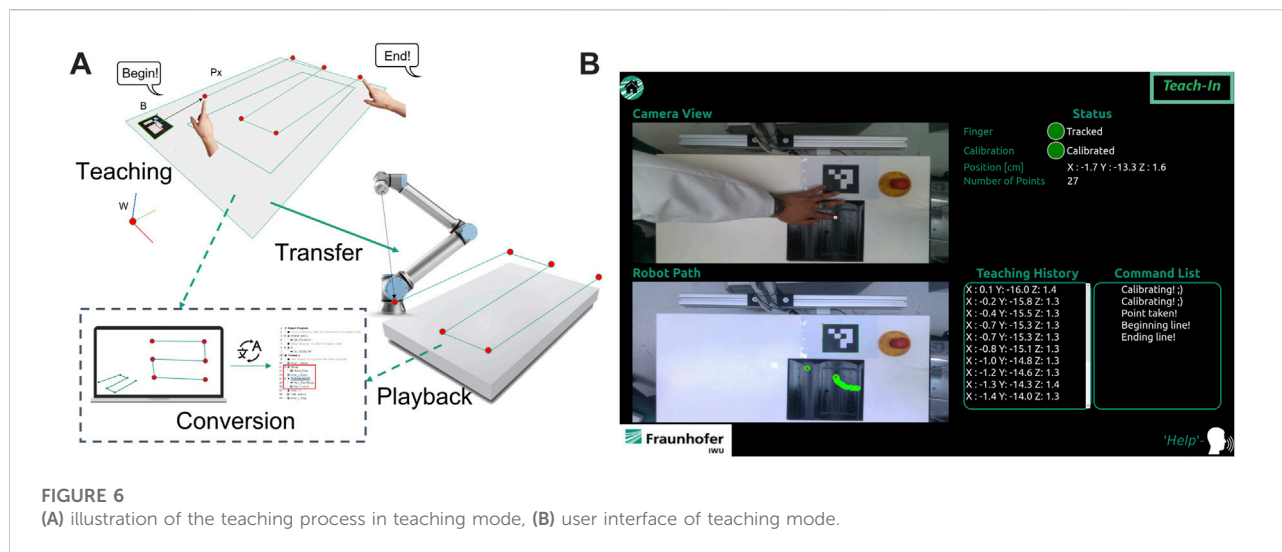 A
Begin!
End!
Px
B
Teaching
W
Transfer
A
Conversion
Playback
B
Teach-In
Camera View
Status
Finger
Tracked
Calibration
Calibrated
Position [cm]
X : -1.7 Y : -13.3 Z : 1.6
Number of Points
27
Robot Path
Teaching History
Command List
X : 0.1 Y: -16.0 Z: 1.4
X : -0.2 Y: -15.8 Z: 1.3
X : -0.4 Y: -15.5 Z: 1.3
X : -0.7 Y: -15.3 Z: 1.3
X : -0.7 Y: -15.3 Z: 1.3
X : -0.8 Y: -15.1 Z: 1.3
X : -1.0 Y: -14.8 Z: 1.3
X : -1.2 Y: -14.6 Z: 1.3
X : -1.3 Y: -14.3 Z: 1.4
X : -1.4 Y: -14.0 Z: 1.3
Calibrating! ;)
Calibrating! ;)
Point taken!
Beginning line!
Ending line!
Fraunhofer
IWU
'Help'-
FIGURE 6
(A) illustration of the teaching process in teaching mode, (B) user interface of teaching mode.